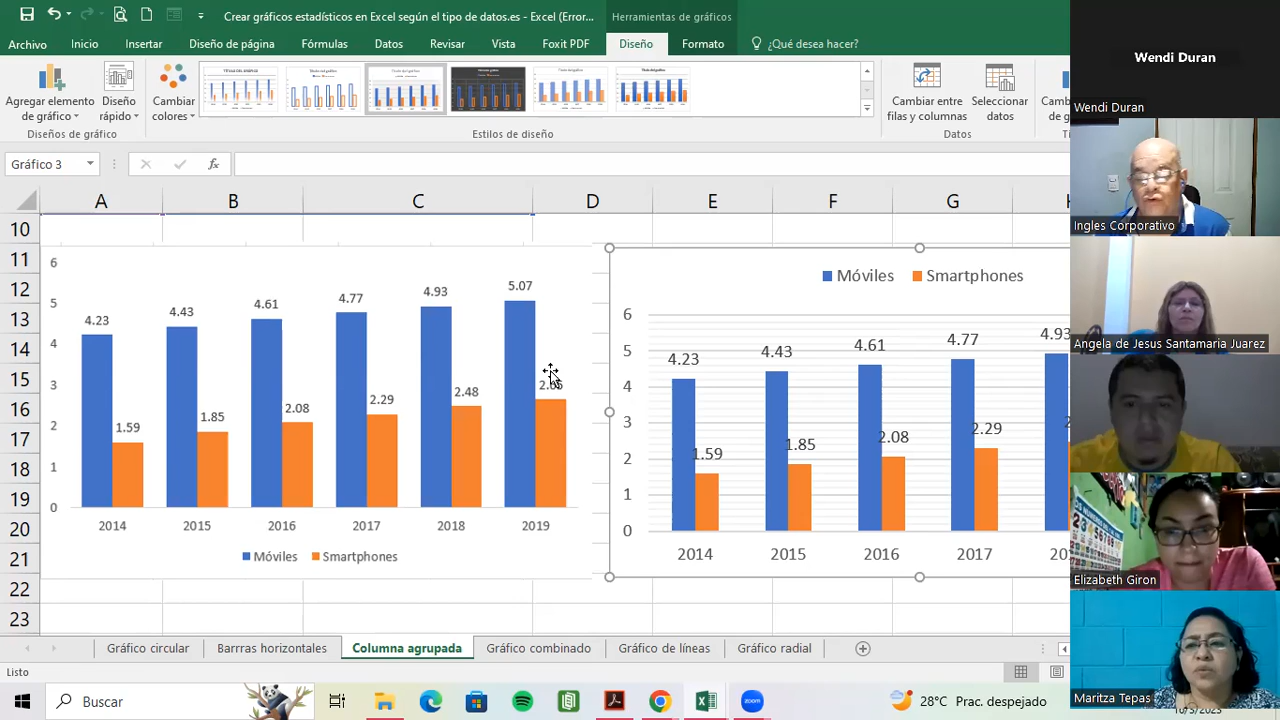 Crear gráficos estadísticos en Excel según el tipo de datos.es - Excel (Error...
Herramientas de gráficos
Archivo Inicio Insertar Diseño de página Fórmulas Datos Revisar Vista Foxit PDF Diseño Formato ¿Qué desea hacer?
Agregar elemento de gráfico
Diseño rápido
Cambiar colores
Cambiar entre filas y columnas
Seleccionar datos
Diseños de gráfico
Estilos de diseño
Datos
Gráfico 3
fx
A B C D E F G
10
11
12
13
14
15
16
17
18
19
20
21
22
23
6
5
4
3
2
1
0
4.23 4.43 4.61 4.77 4.93 5.07
1.59 1.85 2.08 2.29 2.48
2014 2015 2016 2017 2018 2019
Móviles Smartphones
Móviles Smartphones
6
5
4
3
2
1
0
4.23 4.43 4.61 4.77 4.93
1.59 1.85 2.08 2.29
2014 2015 2016 2017
Gráfico circular Barrras horizontales Columna agrupada Gráfico combinado Gráfico de líneas Gráfico radial
Listo
Buscar
28°C Prac. despejado
Wendi Duran
Wendi Duran
Ingles Corporativo
Angela de Jesus Santamaria Juarez
Elizabeth Giron
Maritza Tepas